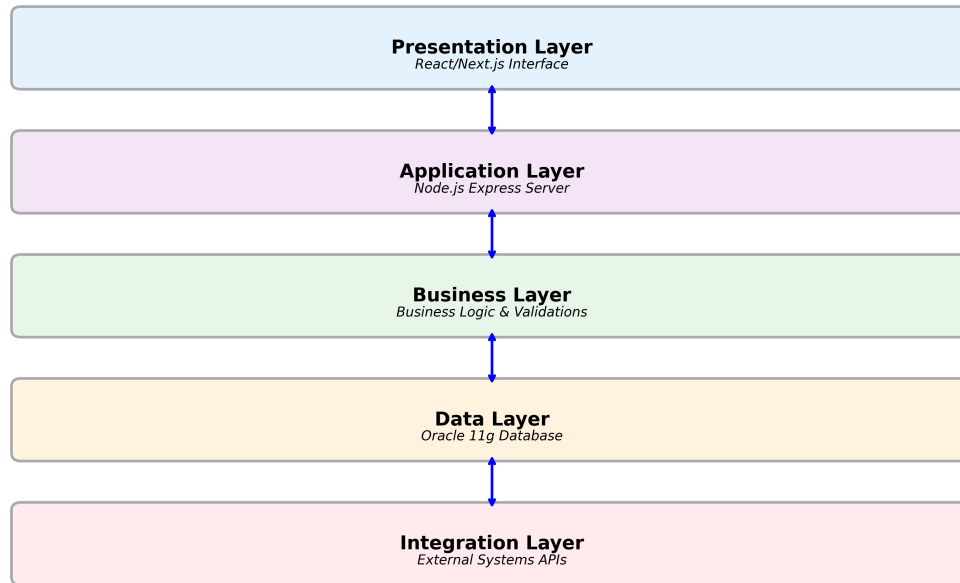 Presentation Layer
React/Next.js Interface
Application Layer
Node.js Express Server
Business Layer
Business Logic & Validations
Data Layer
Oracle 11g Database
Integration Layer
External Systems APIs